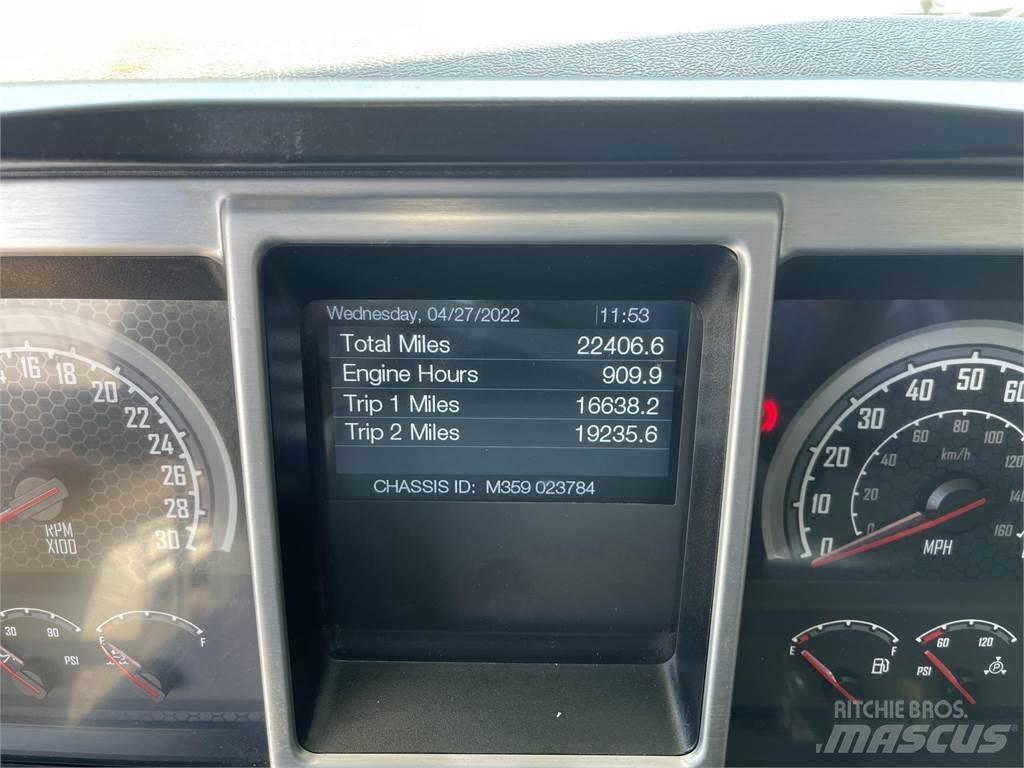 Wednesday, 04/27/2022 11:53
Total Miles 22406.6
Engine Hours 909.9
Trip 1 Miles 16638.2
Trip 2 Miles 19235.6
CHASSIS ID: M359 023784
16 18 20 22 24 26 28 30
RPM
X100
0 10 20 30 40 50 60
0 20 40 60 80 100 120 140 160
km/h
MPH
30 90
PSI
E F
E
60 120
PSI
P
RITCHIE BROS.
MASCUS